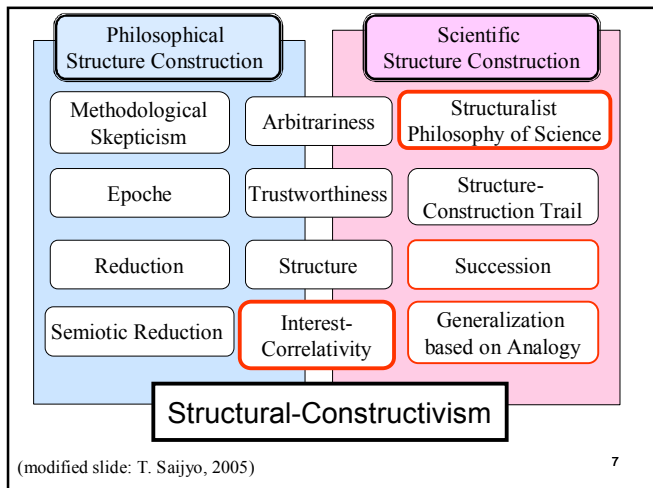 Philosophical
Structure Construction
Scientific
Structure Construction
Methodological
Skepticism
Arbitrariness
Structuralist
Philosophy of Science
Epoche
Trustworthiness
Structure-
Construction Trail
Reduction
Structure
Succession
Semiotic Reduction
Interest-
Correlativity
Generalization
based on Analogy
Structural-Constructivism
(modified slide: T. Saijyo, 2005)
7